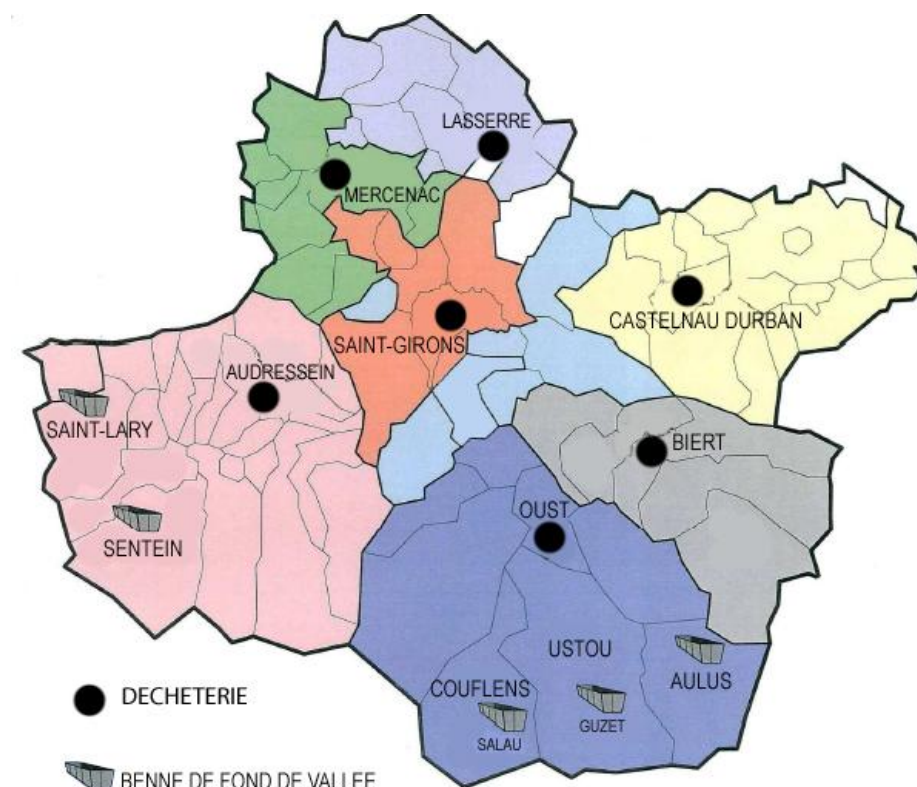 LASSERRE
MERCENAC
CASTELNAU DURBAN
SAINT-GIRONS
AUDRESSEIN
SAINT-LARY
BIERT
OUST
SENTEIN
USTOU
AULUS
COUFLENS
GUZET
SALAU
DECHETERIE
BENNE DE FOND DE VALLEE